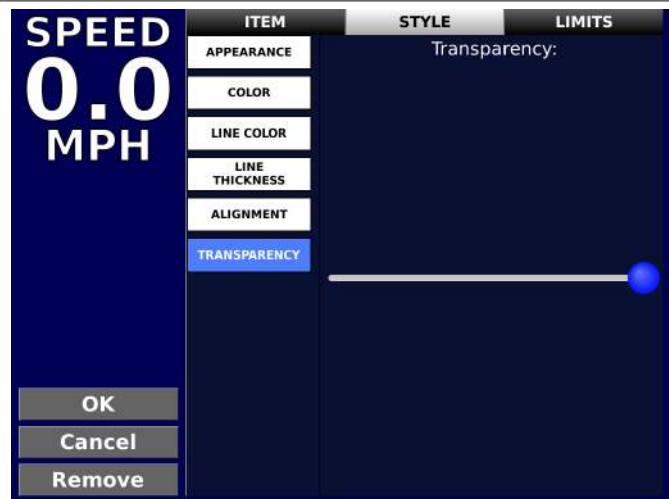 SPEED
0.0
MPH
ITEM
STYLE
LIMITS
APPEARANCE
COLOR
LINE COLOR
LINE
THICKNESS
ALIGNMENT
TRANSPARENCY
Transparency:
OK
Cancel
Remove